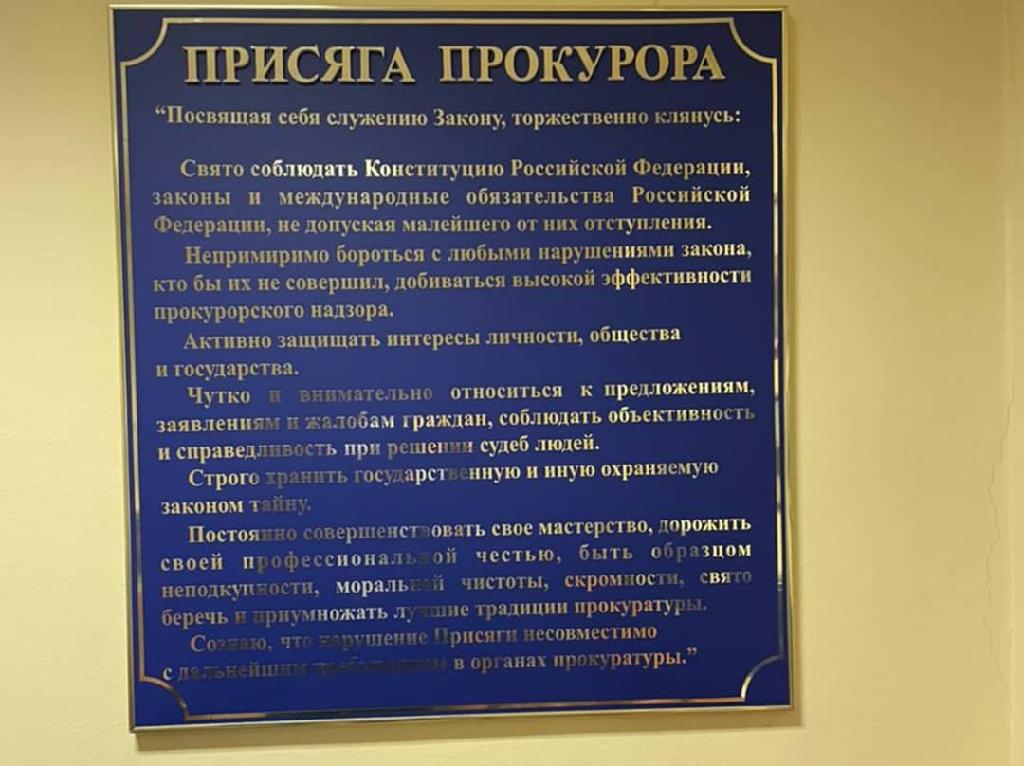 ПРИСЯГА ПРОКУРОРА
“Посвящая себя служению Закону, торжественно клянусь:
Свято соблюдать Конституцию Российской Федерации,
законы и международные обязательства Российской
Федерации, не допуская малейшего от них отступления.
Непримиримо бороться с любыми нарушениями закона,
кто бы их не совершил, добиваться высокой эффективности
прокурорского надзора.
Активно защищать интересы личности, общества
и государства.
Чутко и внимательно относиться к предложениям,
заявлениям и жалобам граждан, соблюдать объективность
и справедливость при решении судеб людей.
Строго хранить государственную и иную охраняемую
законом тайну.
Постоянно совершенствовать свое мастерство, дорожить
своей профессиональной честью, быть образцом
неподкупности, моральной чистоты, скромности, свято
беречь и приумножать лучшие традиции прокуратуры.
Сознаю, что нарушение Присяги несовместимо
с дальнейшим в органах прокуратуры.”